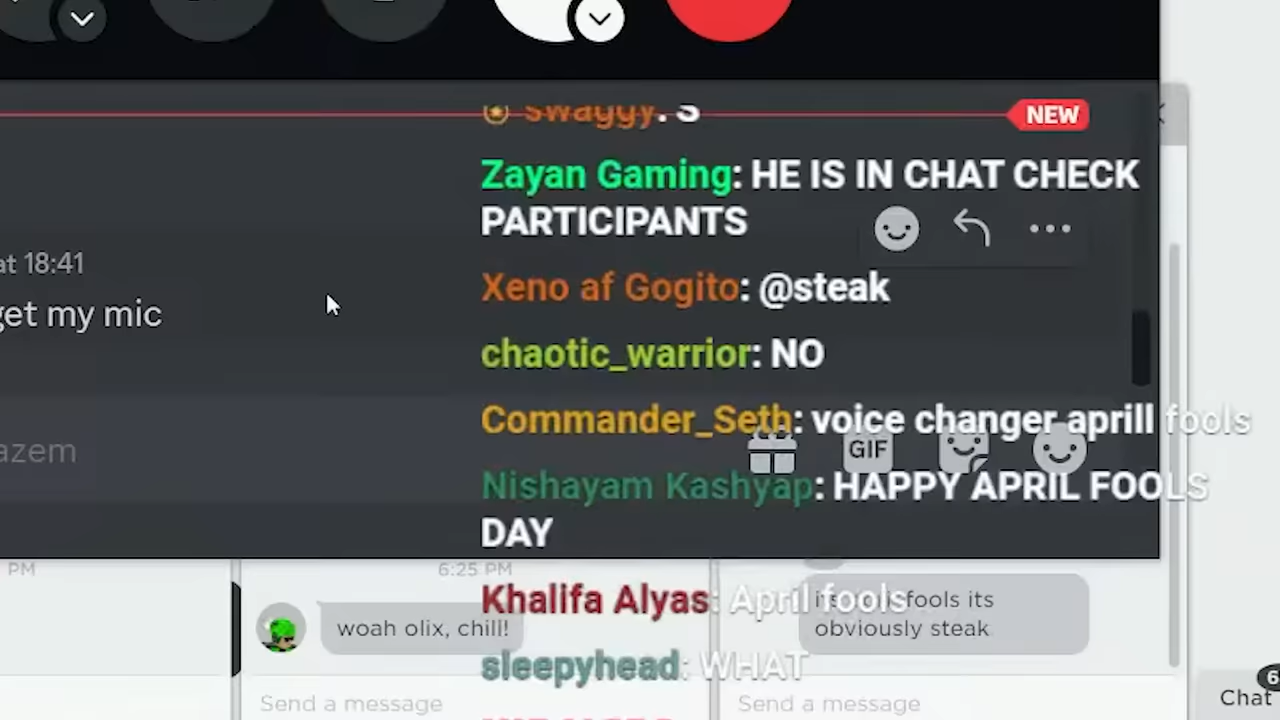 swaggy. S
NEW
Zayan Gaming: HE IS IN CHAT CHECK
PARTICIPANTS
at 18:41
Xeno af Gogito: @steak
get my mic
chaotic_warrior: NO
Commander_Seth: voice changer aprill fools
azem
GIF
Nishayam Kashyap: HAPPY APRIL FOOLS
DAY
PM
6:25 PM
Khalifa Alyas: April fools
fools its
obviously steak
woah olix, chill!
sleepyhead: WHAT
Send a message
Send a message
Chat
6